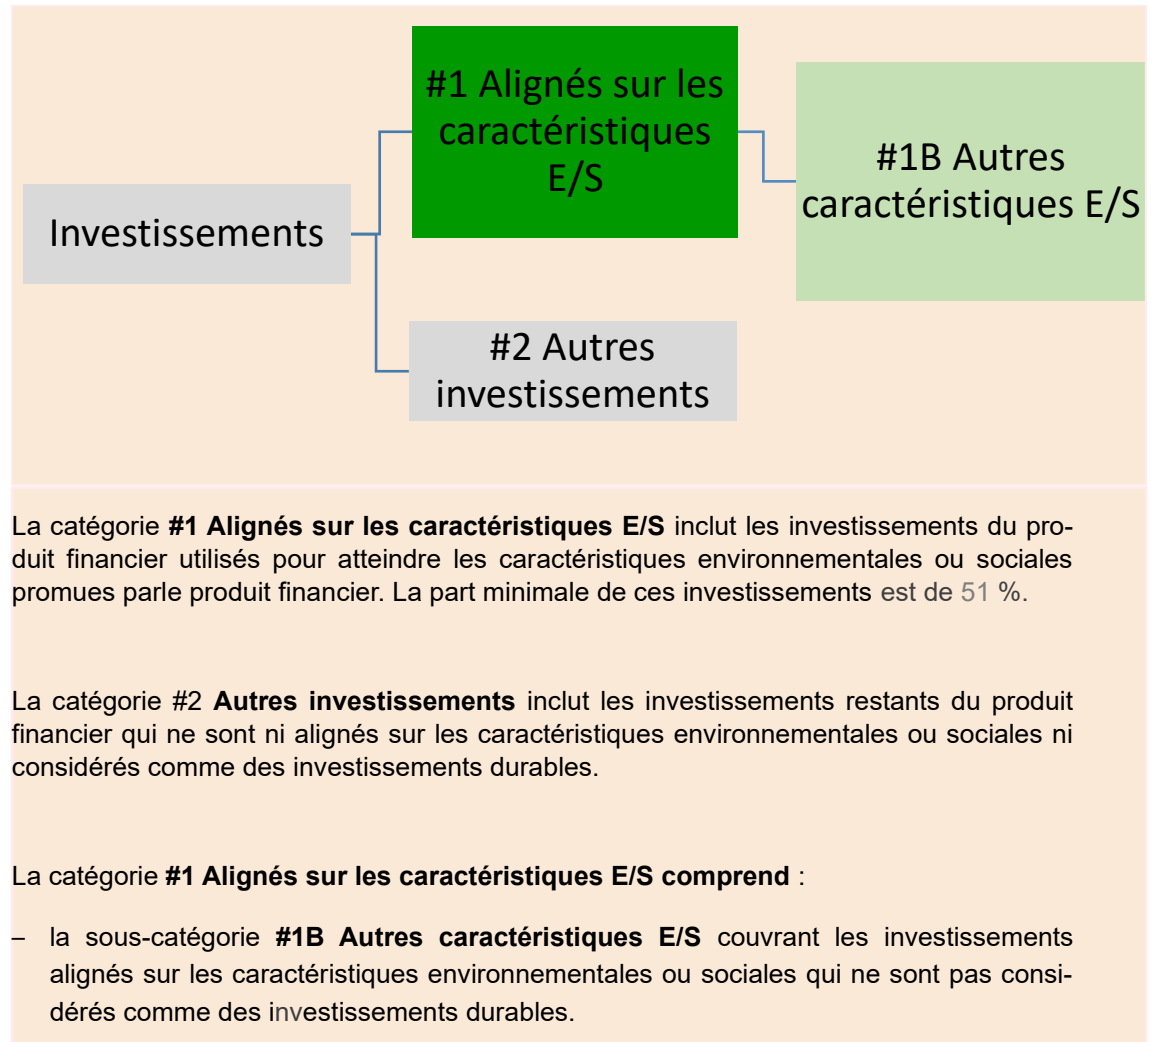 #1 Alignés sur les
caractéristiques
E/S
#1B Autres
caractéristiques E/S
Investissements
#2 Autres
investissements
La catégorie #1 Alignés sur les caractéristiques E/S inclut les investissements du pro-
duit financier utilisés pour atteindre les caractéristiques environnementales ou sociales
promues parle produit financier. La part minimale de ces investissements est de 51 %.
La catégorie #2 Autres investissements inclut les investissements restants du produit
financier qui ne sont ni alignés sur les caractéristiques environnementales ou sociales ni
considérés comme des investissements durables.
La catégorie #1 Alignés sur les caractéristiques E/S comprend :
– la sous-catégorie #1B Autres caractéristiques E/S couvrant les investissements
alignés sur les caractéristiques environnementales ou sociales qui ne sont pas consi-
dérés comme des investissements durables.